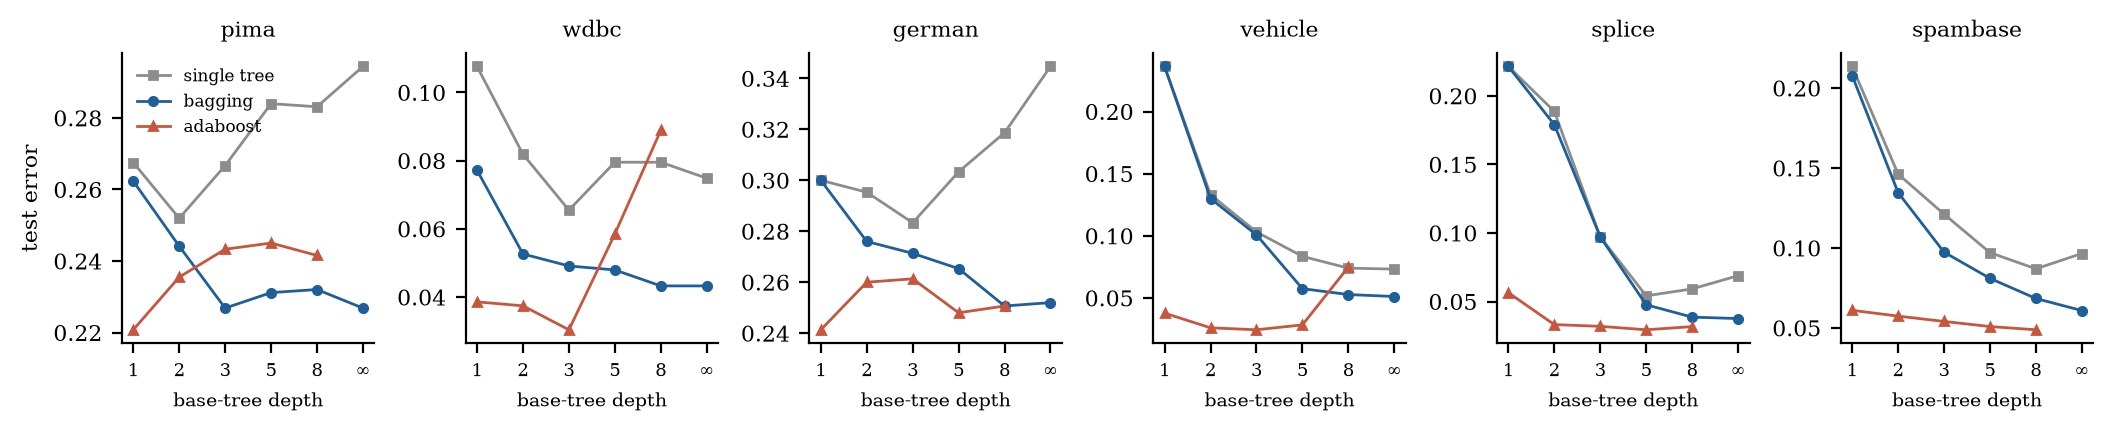 pima
single tree
bagging
adaboost
test error
0.28
0.26
0.24
0.22
1 2 3 5 8 ∞
base-tree depth
wdbc
0.10
0.08
0.06
0.04
1 2 3 5 8 ∞
base-tree depth
german
0.34
0.32
0.30
0.28
0.26
0.24
1 2 3 5 8 ∞
base-tree depth
vehicle
0.20
0.15
0.10
0.05
1 2 3 5 8 ∞
base-tree depth
splice
0.20
0.15
0.10
0.05
1 2 3 5 8 ∞
base-tree depth
spambase
0.20
0.15
0.10
0.05
1 2 3 5 8 ∞
base-tree depth